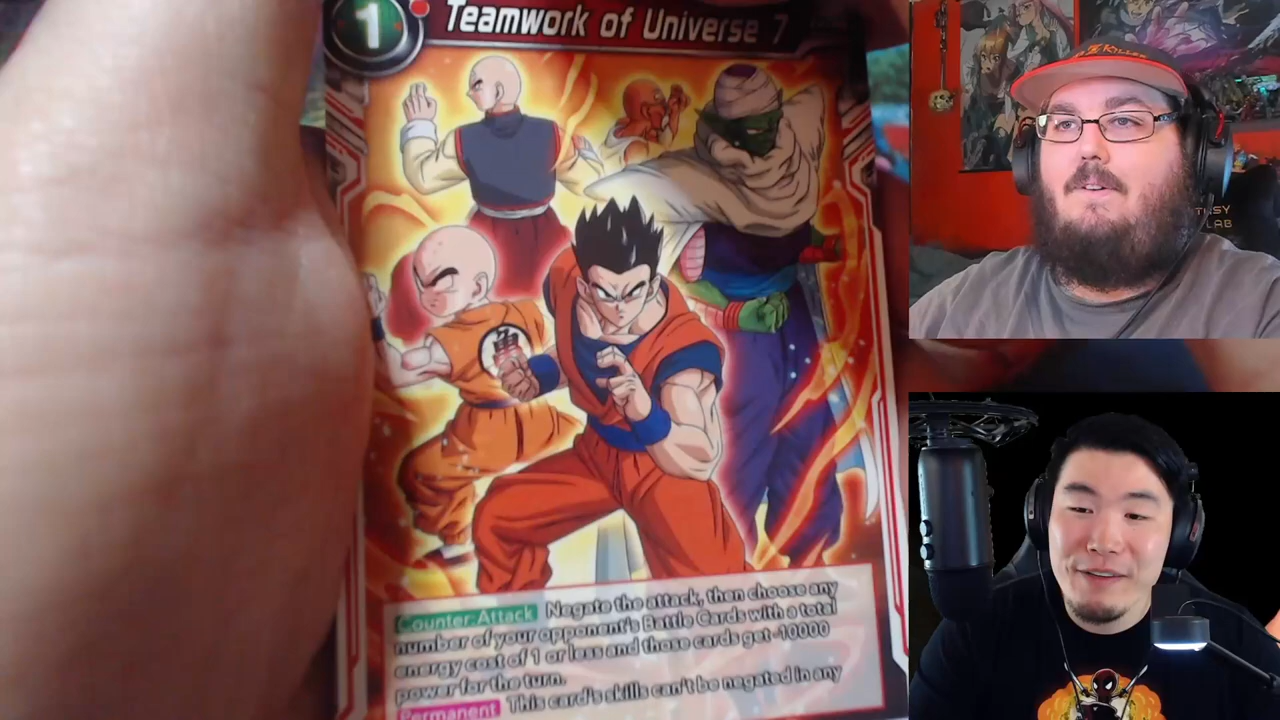 1
Teamwork of Universe 7
Counter: Attack Negate the attack, then choose any
number of your opponent's Battle Cards with a total
energy cost of 1 or less and those cards get -10000
power for the turn.
Permanent This card's skills can't be negated in any
LAB